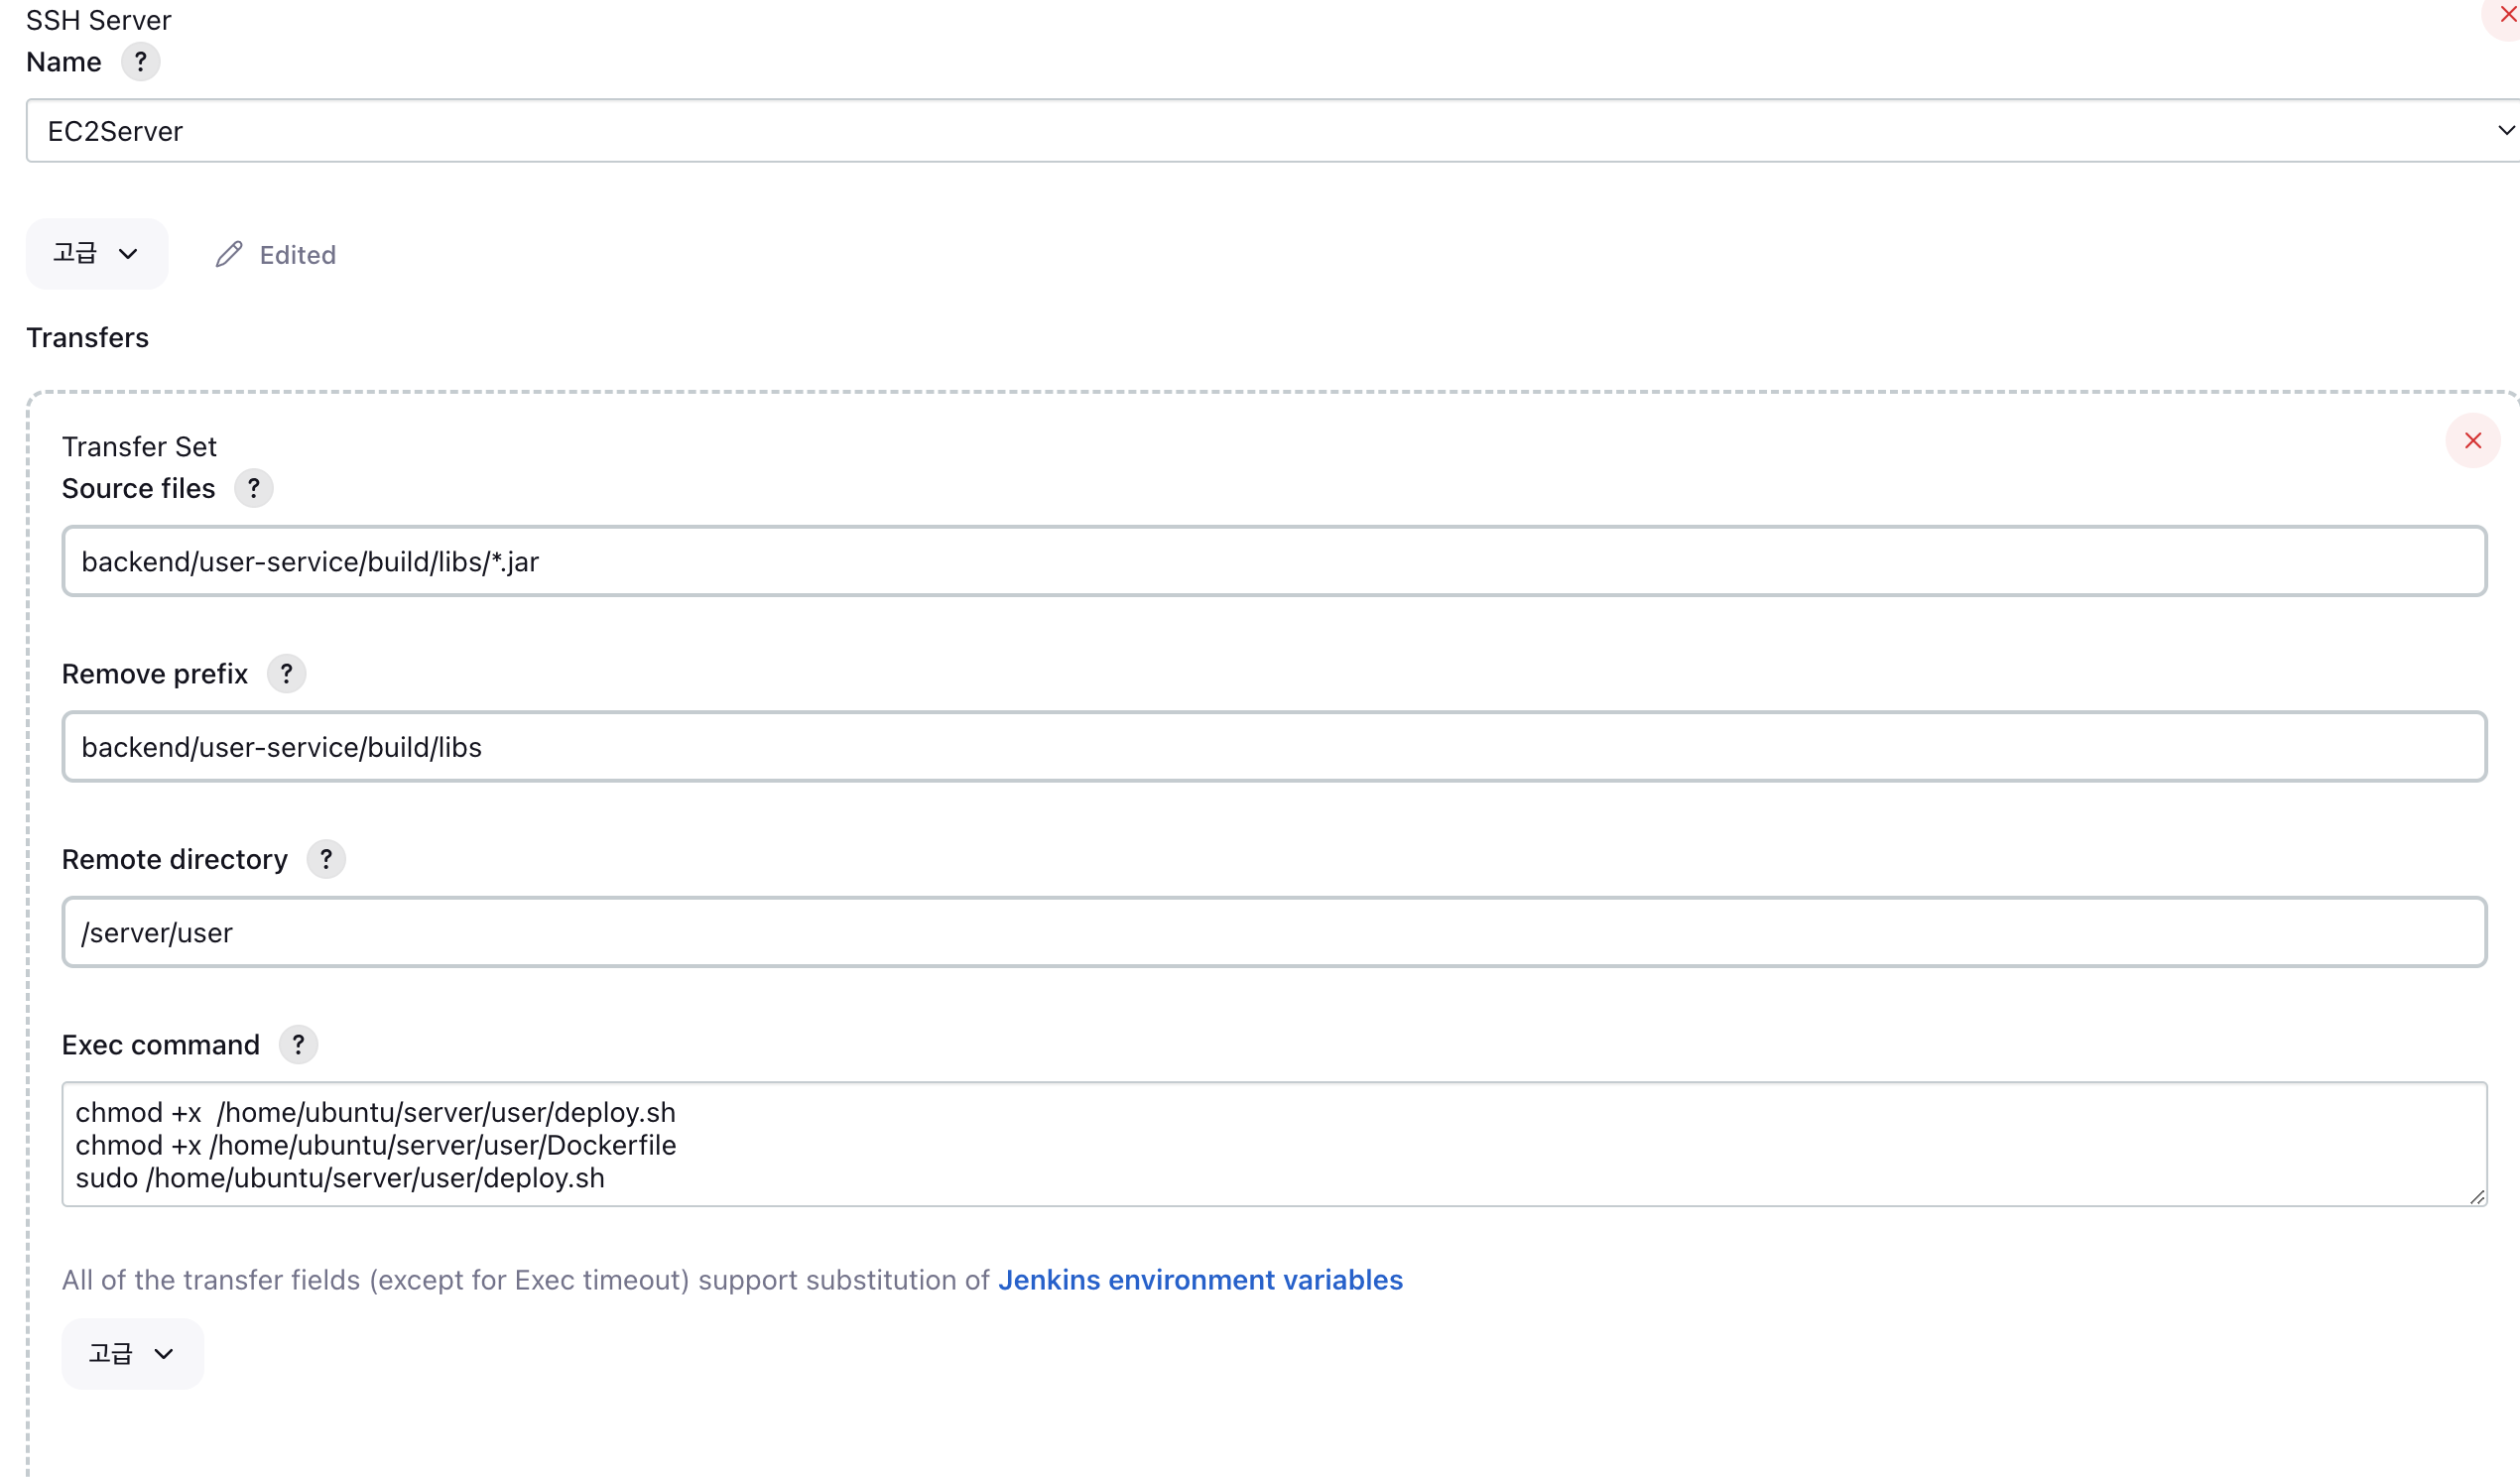 SSH Server
Name ?
EC2Server
고급
Edited
Transfers
Transfer Set
Source files ?
backend/user-service/build/libs/*.jar
Remove prefix ?
backend/user-service/build/libs
Remote directory ?
/server/user
Exec command ?
chmod +x  /home/ubuntu/server/user/deploy.sh
chmod +x /home/ubuntu/server/user/Dockerfile
sudo /home/ubuntu/server/user/deploy.sh
All of the transfer fields (except for Exec timeout) support substitution of Jenkins environment variables
고급